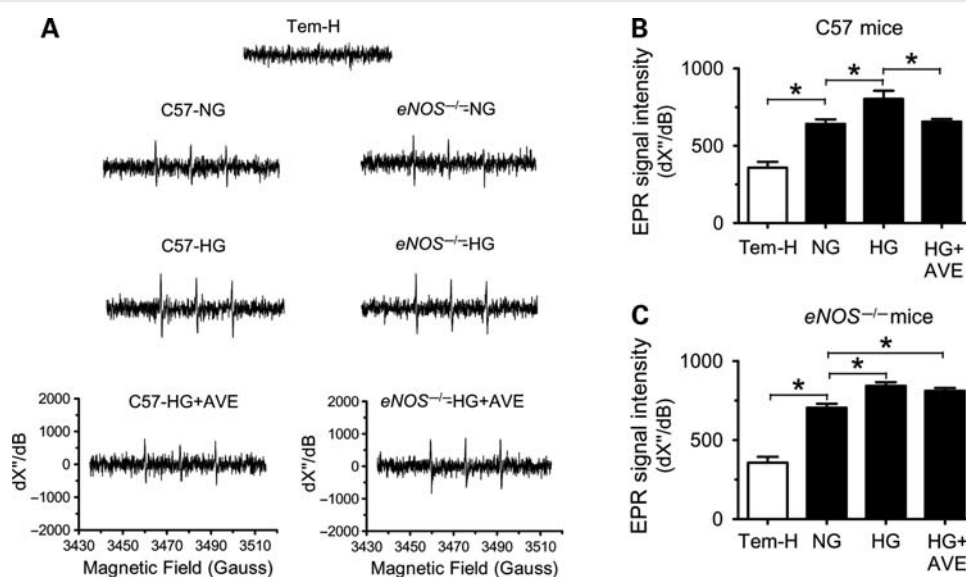 A
Tem-H
C57-NG
eNOS−/−-NG
C57-HG
eNOS−/−-HG
C57-HG+AVE
eNOS−/−-HG+AVE
dX"/dB
2000
1000
0
−1000
−2000
3430 3450 3470 3490 3510
Magnetic Field (Gauss)
dX"/dB
2000
1000
0
−1000
−2000
3430 3450 3470 3490 3510
Magnetic Field (Gauss)
B
C57 mice
EPR signal intensity
(dX"/dB)
1000
500
0
* * *
Tem-H NG HG HG+
AVE
C
eNOS−/− mice
EPR signal intensity
(dX"/dB)
1000
500
0
*
* *
Tem-H NG HG HG+
AVE